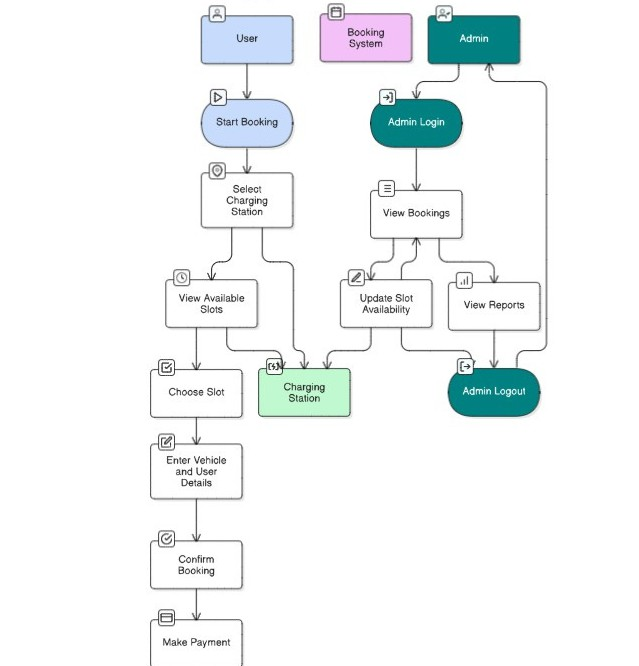 User
Booking
System
Admin
Start Booking
Admin Login
Select
Charging
Station
View Bookings
View Available
Slots
Update Slot
Availability
View Reports
Choose Slot
Charging
Station
Admin Logout
Enter Vehicle
and User
Details
Confirm
Booking
Make Payment